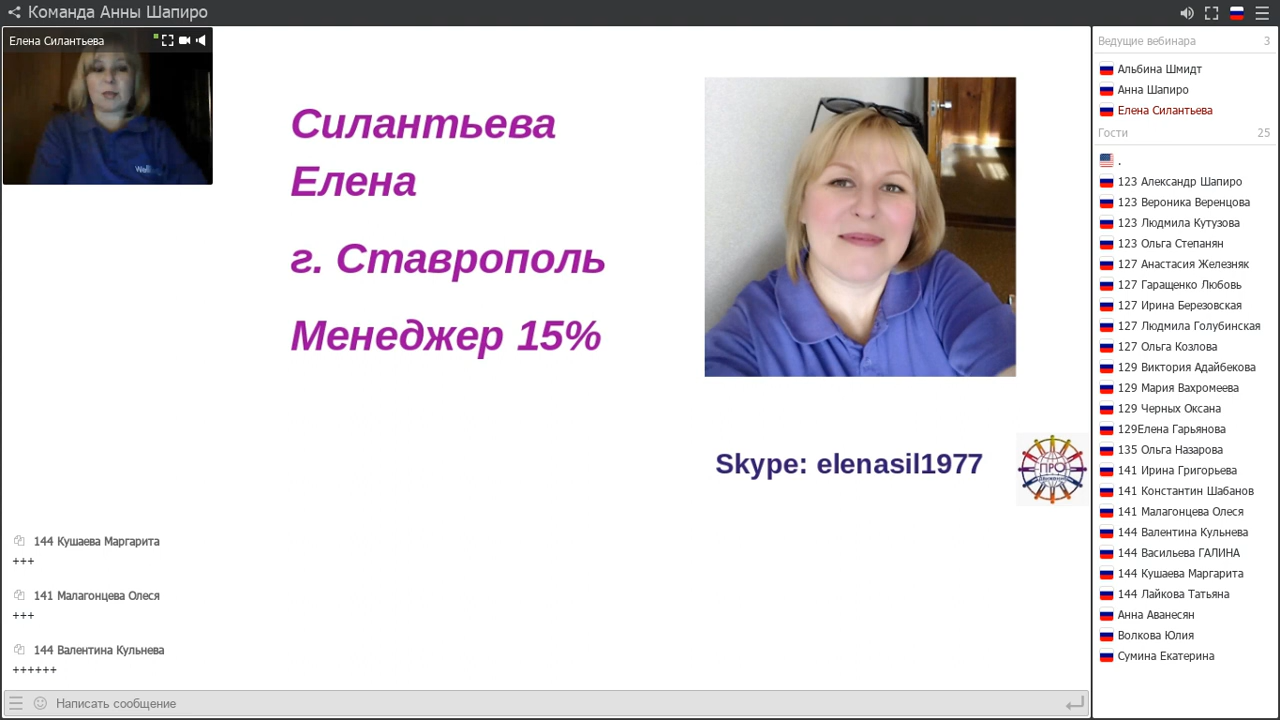 Команда Анны Шапиро
Елена Силантьева
Силантьева
Елена
г. Ставрополь
Менеджер 15%
Skype: elenasil1977
ПРО
144 Кушаева Маргарита
+++
141 Малагонцева Олеся
+++
144 Валентина Кульнева
++++++
Написать сообщение
Ведущие вебинара 3
Альбина Шмидт
Анна Шапиро
Елена Силантьева
Гости 25
.
123 Александр Шапиро
123 Вероника Веренцова
123 Людмила Кутузова
123 Ольга Степанян
127 Анастасия Железняк
127 Гаращенко Любовь
127 Ирина Березовская
127 Людмила Голубинская
127 Ольга Козлова
129 Виктория Адайбекова
129 Мария Вахромеева
129 Черных Оксана
129Елена Гарьянова
135 Ольга Назарова
141 Ирина Григорьева
141 Константин Шабанов
141 Малагонцева Олеся
144 Валентина Кульнева
144 Васильева ГАЛИНА
144 Кушаева Маргарита
144 Лайкова Татьяна
Анна Аванесян
Волкова Юлия
Сумина Екатерина